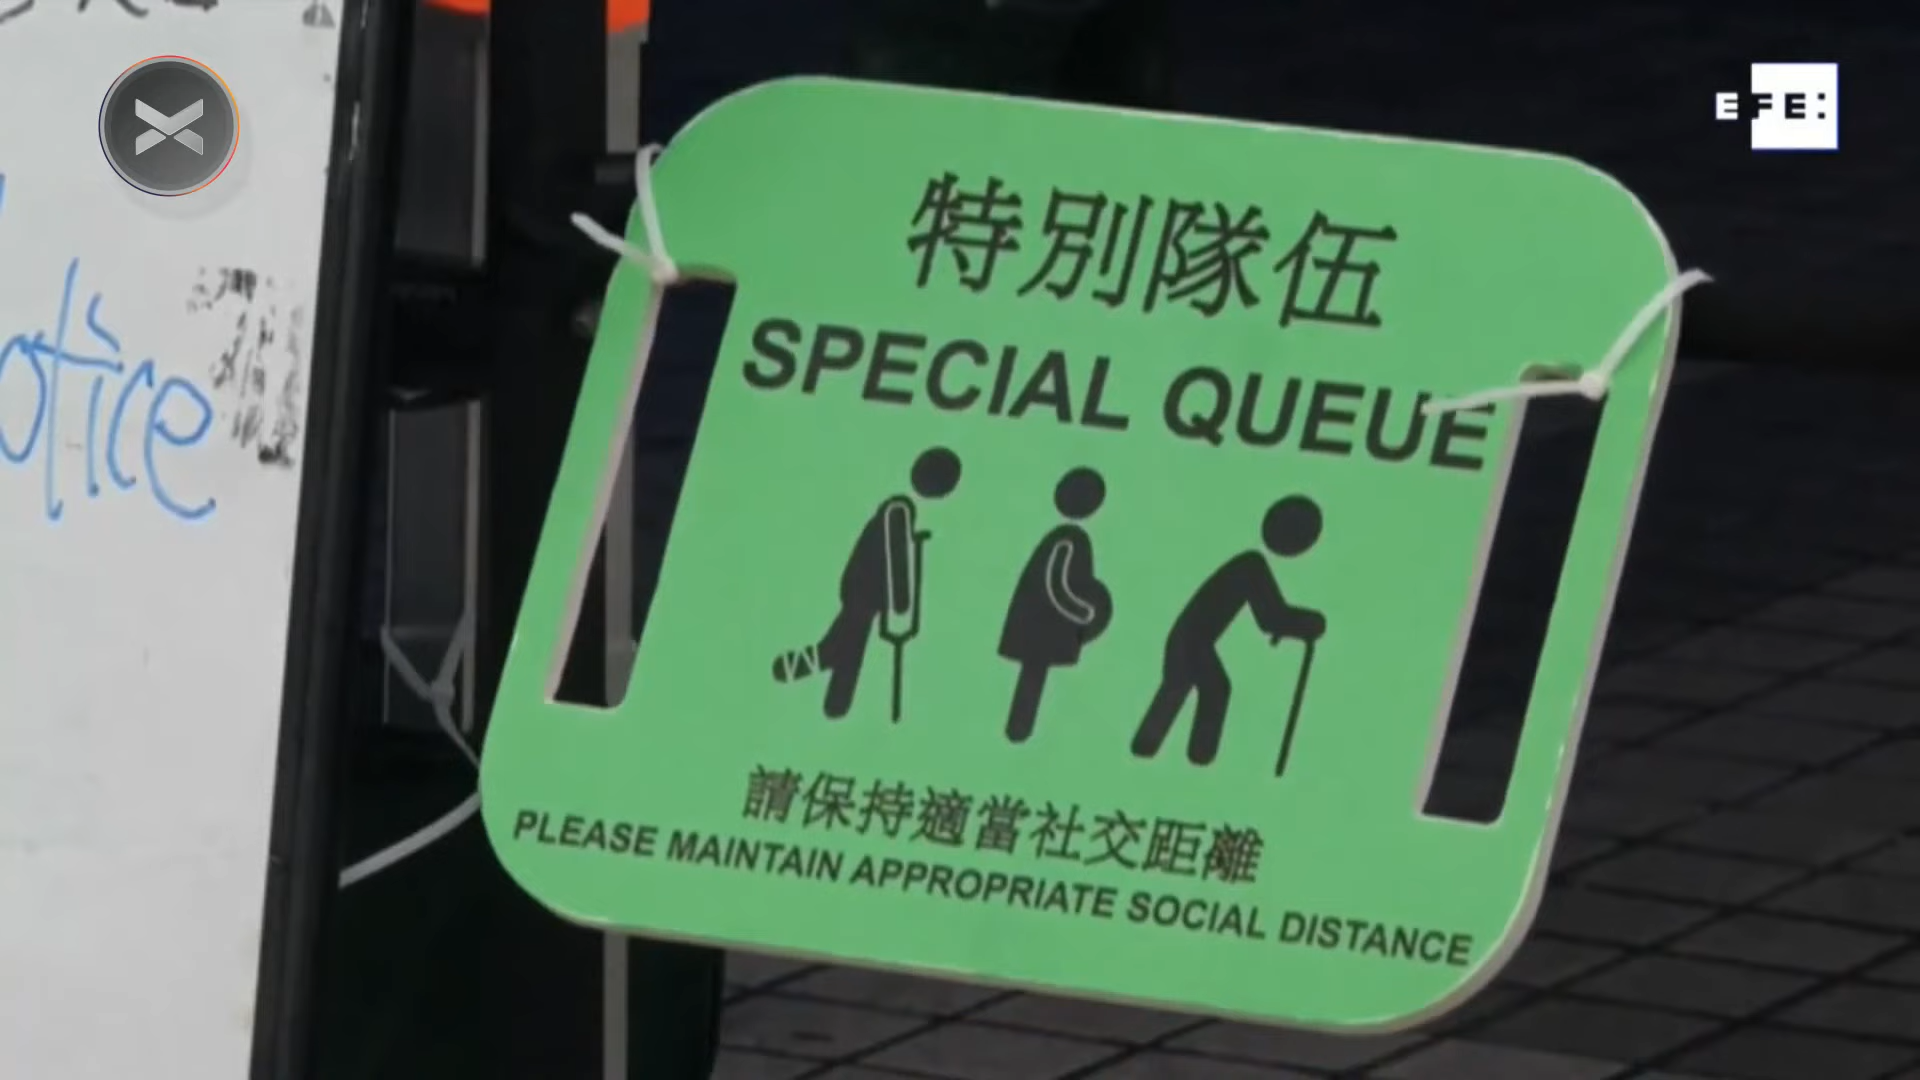 EFE:
otice
特別隊伍
SPECIAL QUEUE
請保持適當社交距離
PLEASE MAINTAIN APPROPRIATE SOCIAL DISTANCE